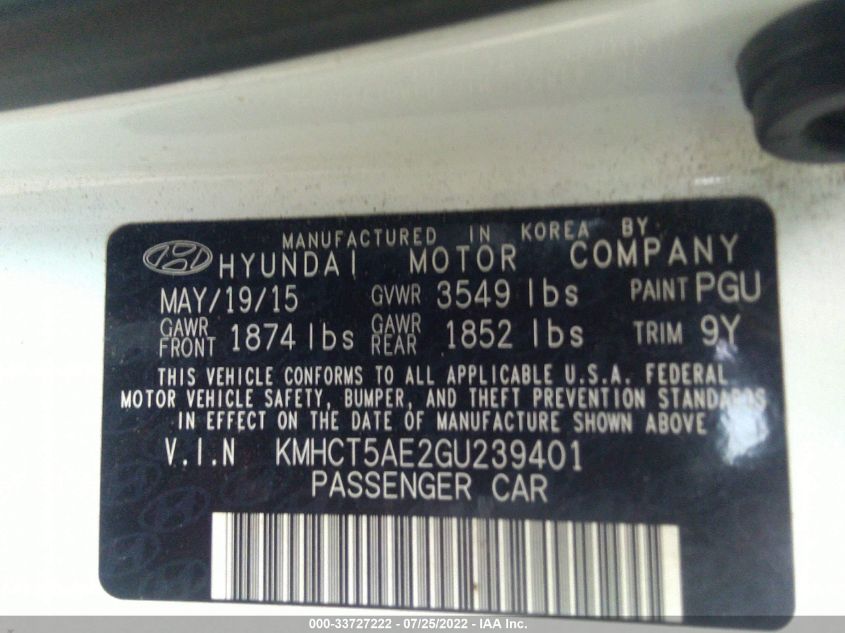 MANUFACTURED IN KOREA BY
HYUNDAI MOTOR COMPANY
MAY/19/15 GVWR 3549 lbs PAINT PGU
GAWR FRONT 1874 lbs GAWR REAR 1852 lbs TRIM 9Y
THIS VEHICLE CONFORMS TO ALL APPLICABLE U.S.A. FEDERAL
MOTOR VEHICLE SAFETY, BUMPER, AND THEFT PREVENTION STANDARDS
IN EFFECT ON THE DATE OF MANUFACTURE SHOWN ABOVE
V.I.N KMHCT5AE2GU239401
PASSENGER CAR
000-33727222 - 07/25/2022 - IAA Inc.